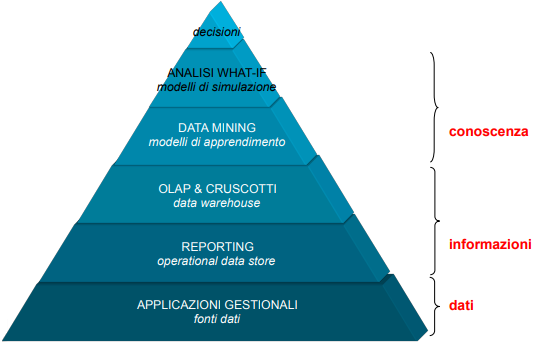 decisioni
ANALISI WHAT-IF
modelli di simulazione
DATA MINING
modelli di apprendimento
conoscenza
OLAP & CRUSCOTTI
data warehouse
REPORTING
operational data store
informazioni
APPLICAZIONI GESTIONALI
fonti dati
dati